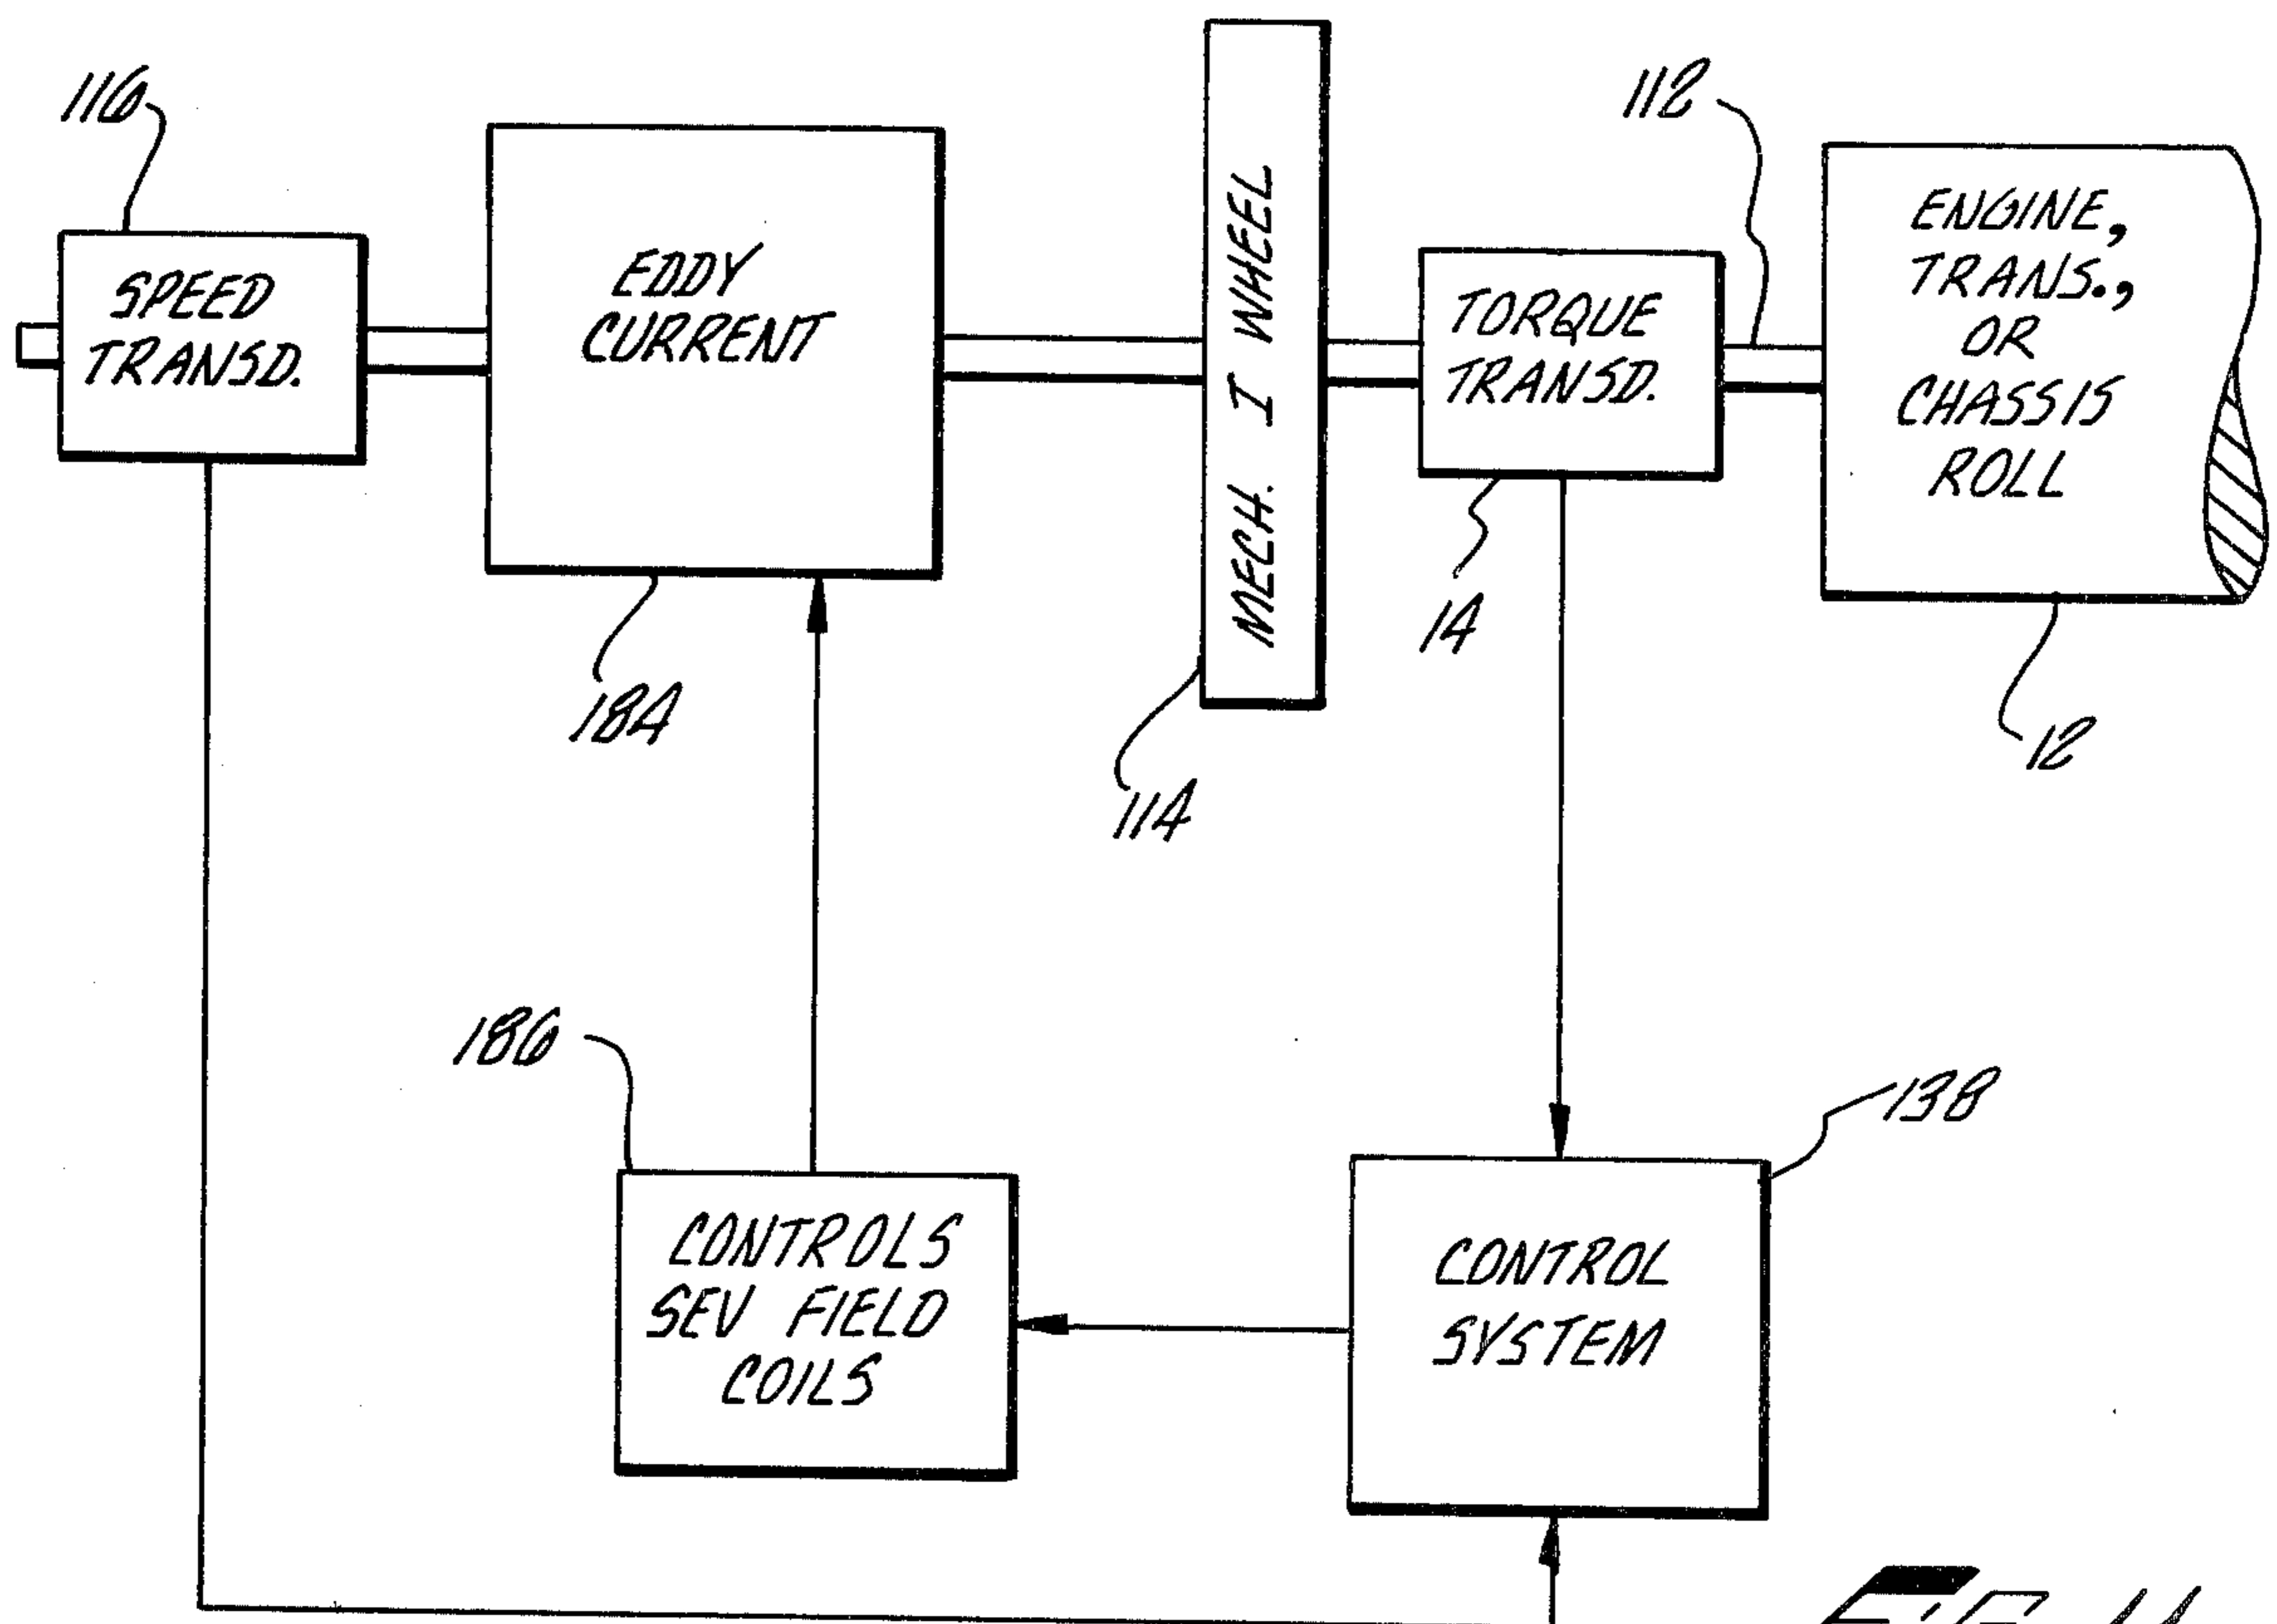 116
SPEED
TRANSD.
EDDY
CURRENT
184
MECH. I WHEEL
114
TORQUE
TRANSD.
14
112
ENGINE,
TRANS.,
OR
CHASSIS
ROLL
12
186
CONTROLS
SEV FIELD
COILS
138
CONTROL
SYSTEM